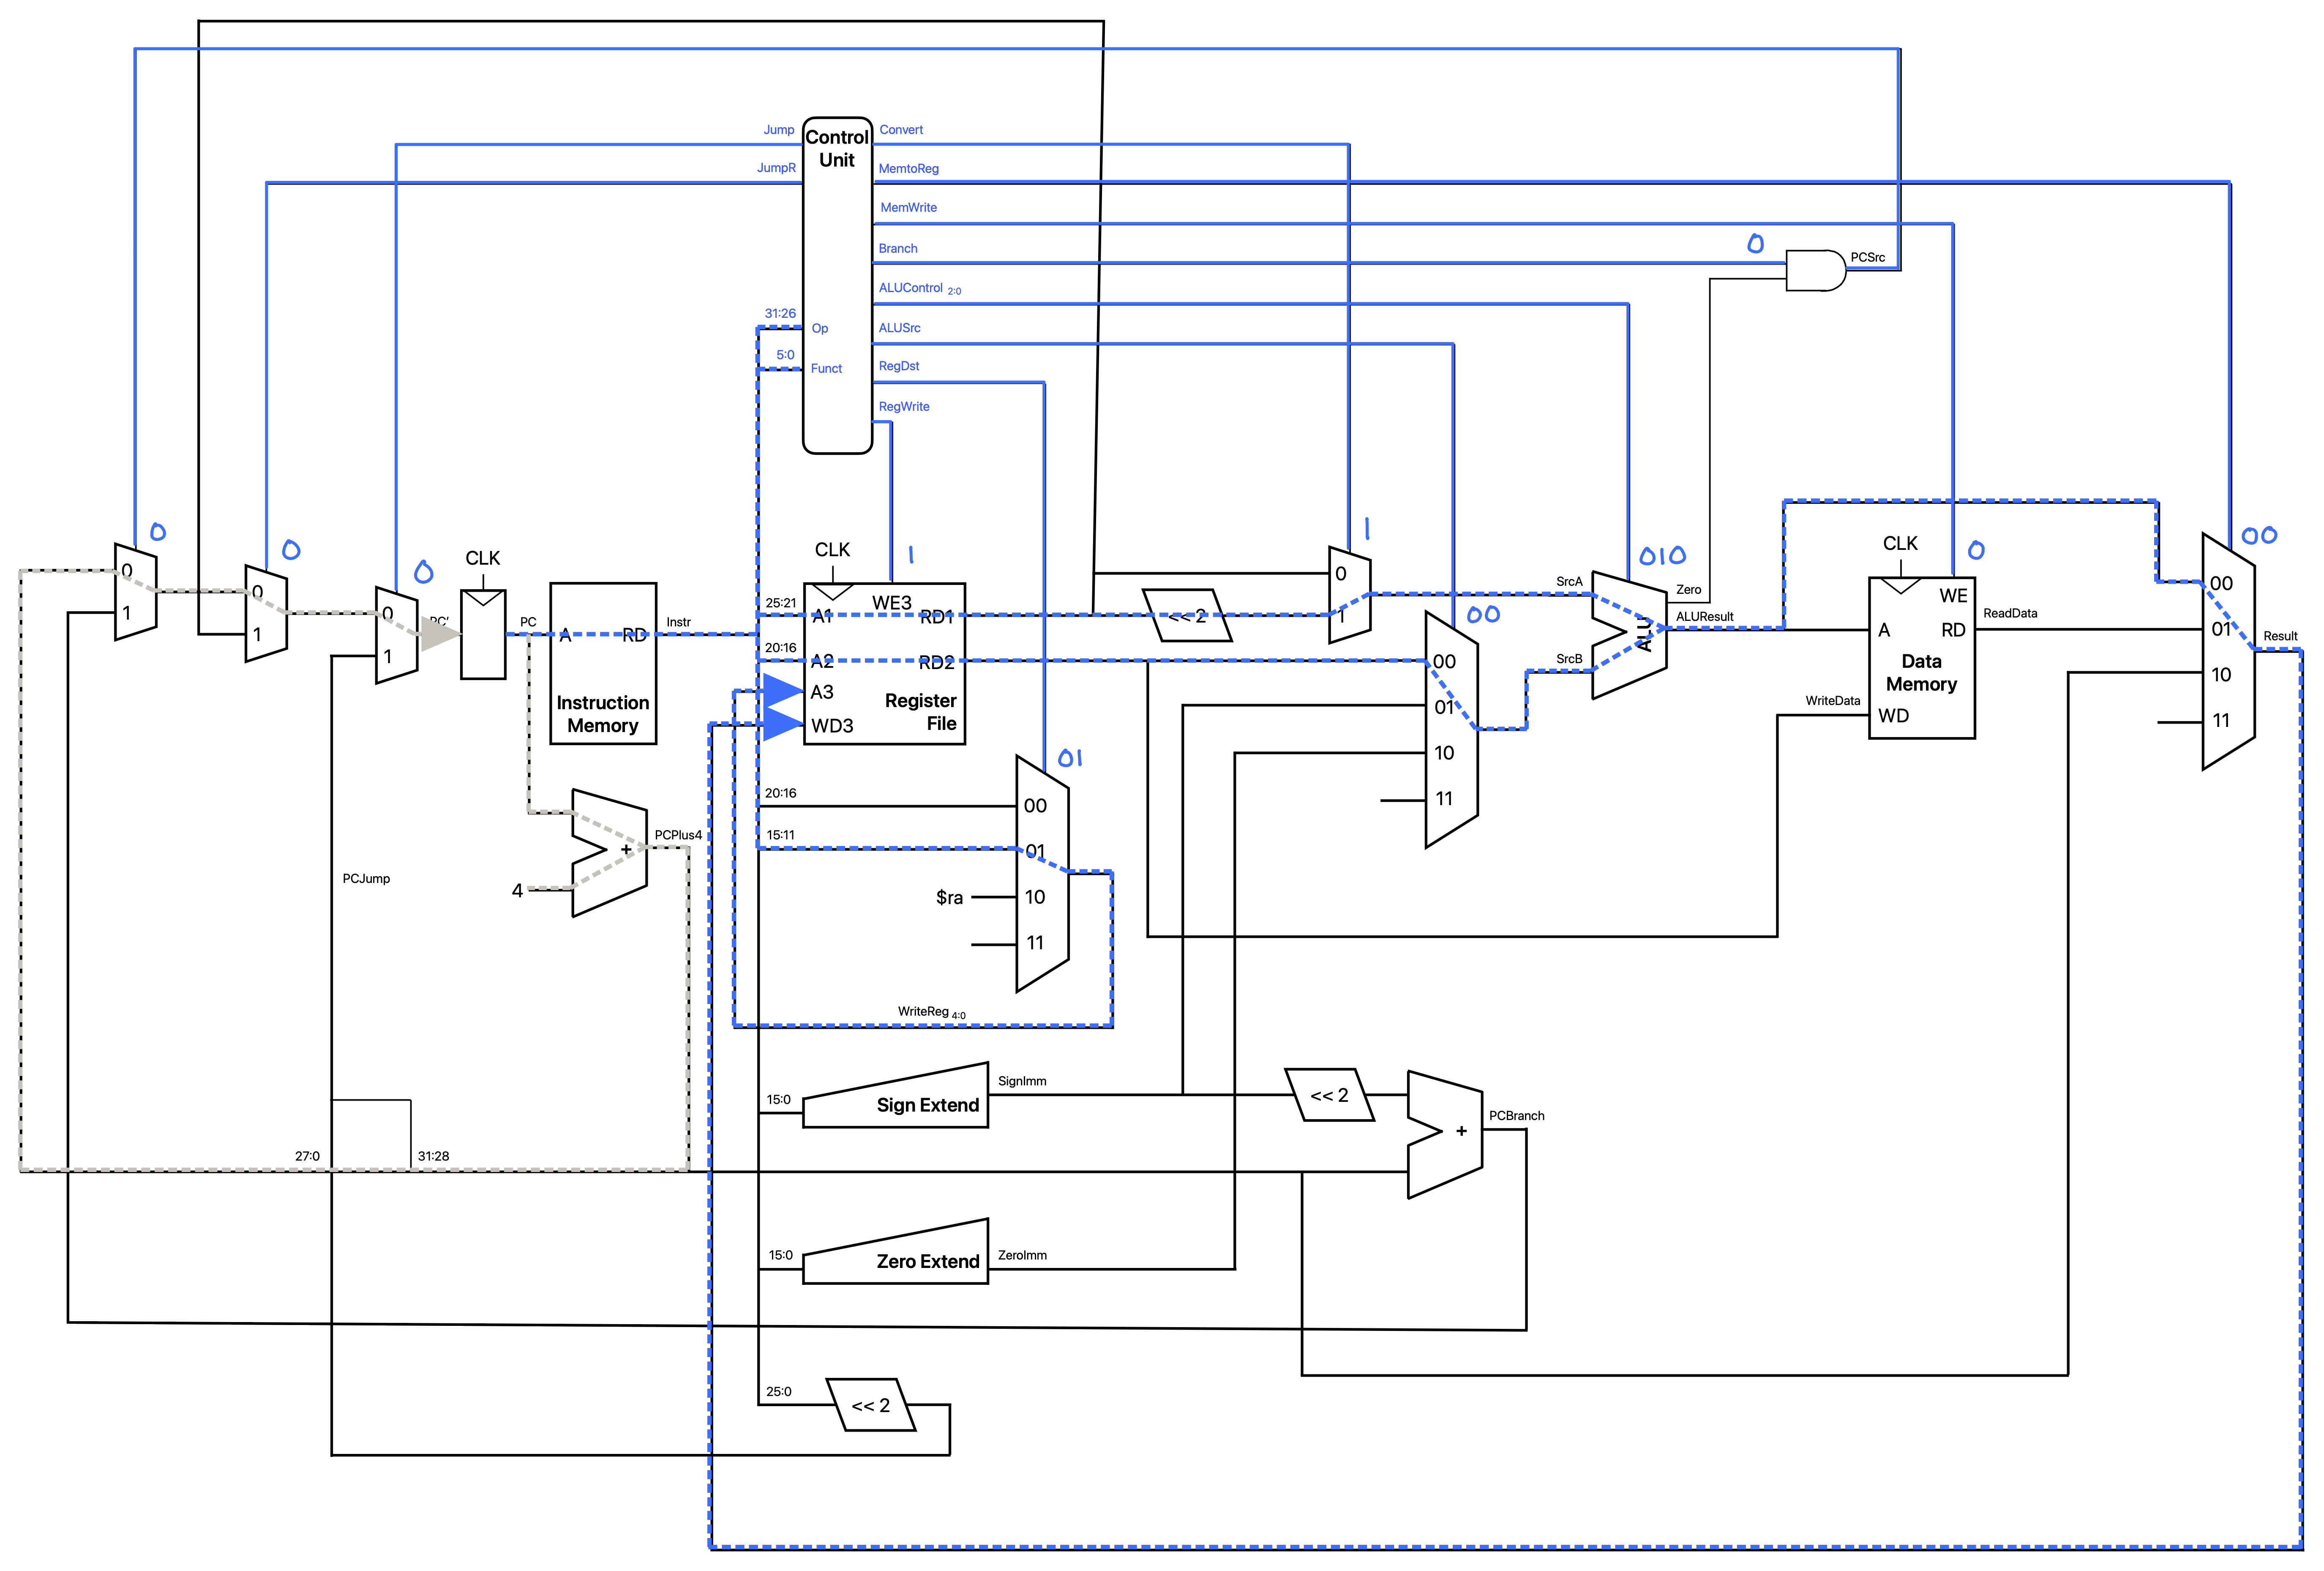 Control
Unit
Jump
JumpR
31:26
Op
5:0
Funct
Convert
MemtoReg
MemWrite
Branch
0
PCSrc
ALUControl 2:0
ALUSrc
RegDst
RegWrite
0
0
1
0
0
1
0
0
1
PC'
CLK
PC
A
RD
Instr
Instruction
Memory
CLK
1
25:21
A1
WE3
RD1
20:16
A2
RD2
A3
WD3
Register
File
<< 2
1
0
1
00
00
01
10
11
SrcA
SrcB
010
ALU
Zero
ALUResult
CLK
0
WE
A
RD
ReadData
Data
Memory
WriteData
WD
00
00
01
10
11
Result
4
+
PCPlus4
PCJump
01
20:16
00
15:11
01
$ra
10
11
WriteReg 4:0
15:0
Sign Extend
SignImm
<< 2
+
PCBranch
27:0
31:28
15:0
Zero Extend
ZeroImm
25:0
<< 2